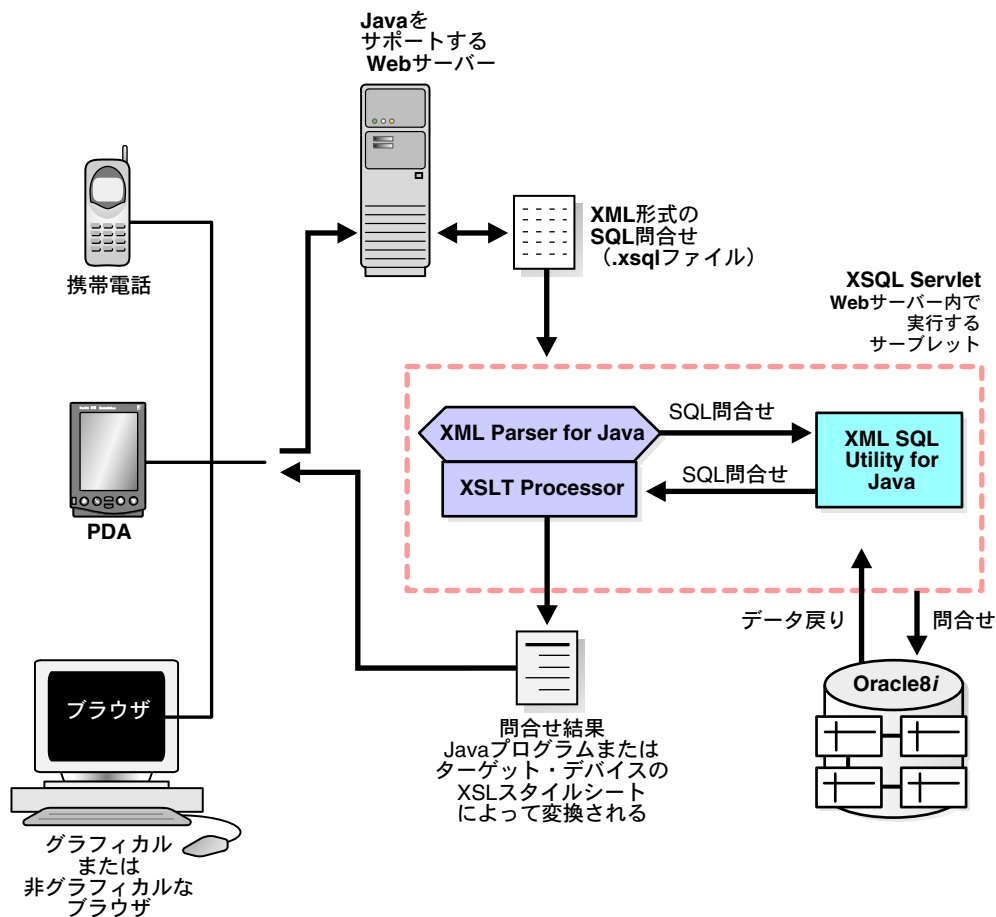 Javaを
サポートする
Webサーバー
携帯電話
XML形式の
SQL問合せ
（.xsqlファイル）
XSQL Servlet
Webサーバー内で
実行する
サーブレット
XML Parser for Java
XSLT Processor
SQL問合せ
SQL問合せ
XML SQL
Utility for
Java
PDA
データ戻り
問合せ
Oracle8i
ブラウザ
問合せ結果
Javaプログラムまたは
ターゲット・デバイスの
XSLスタイルシート
によって変換される
グラフィカル
または
非グラフィカルな
ブラウザ